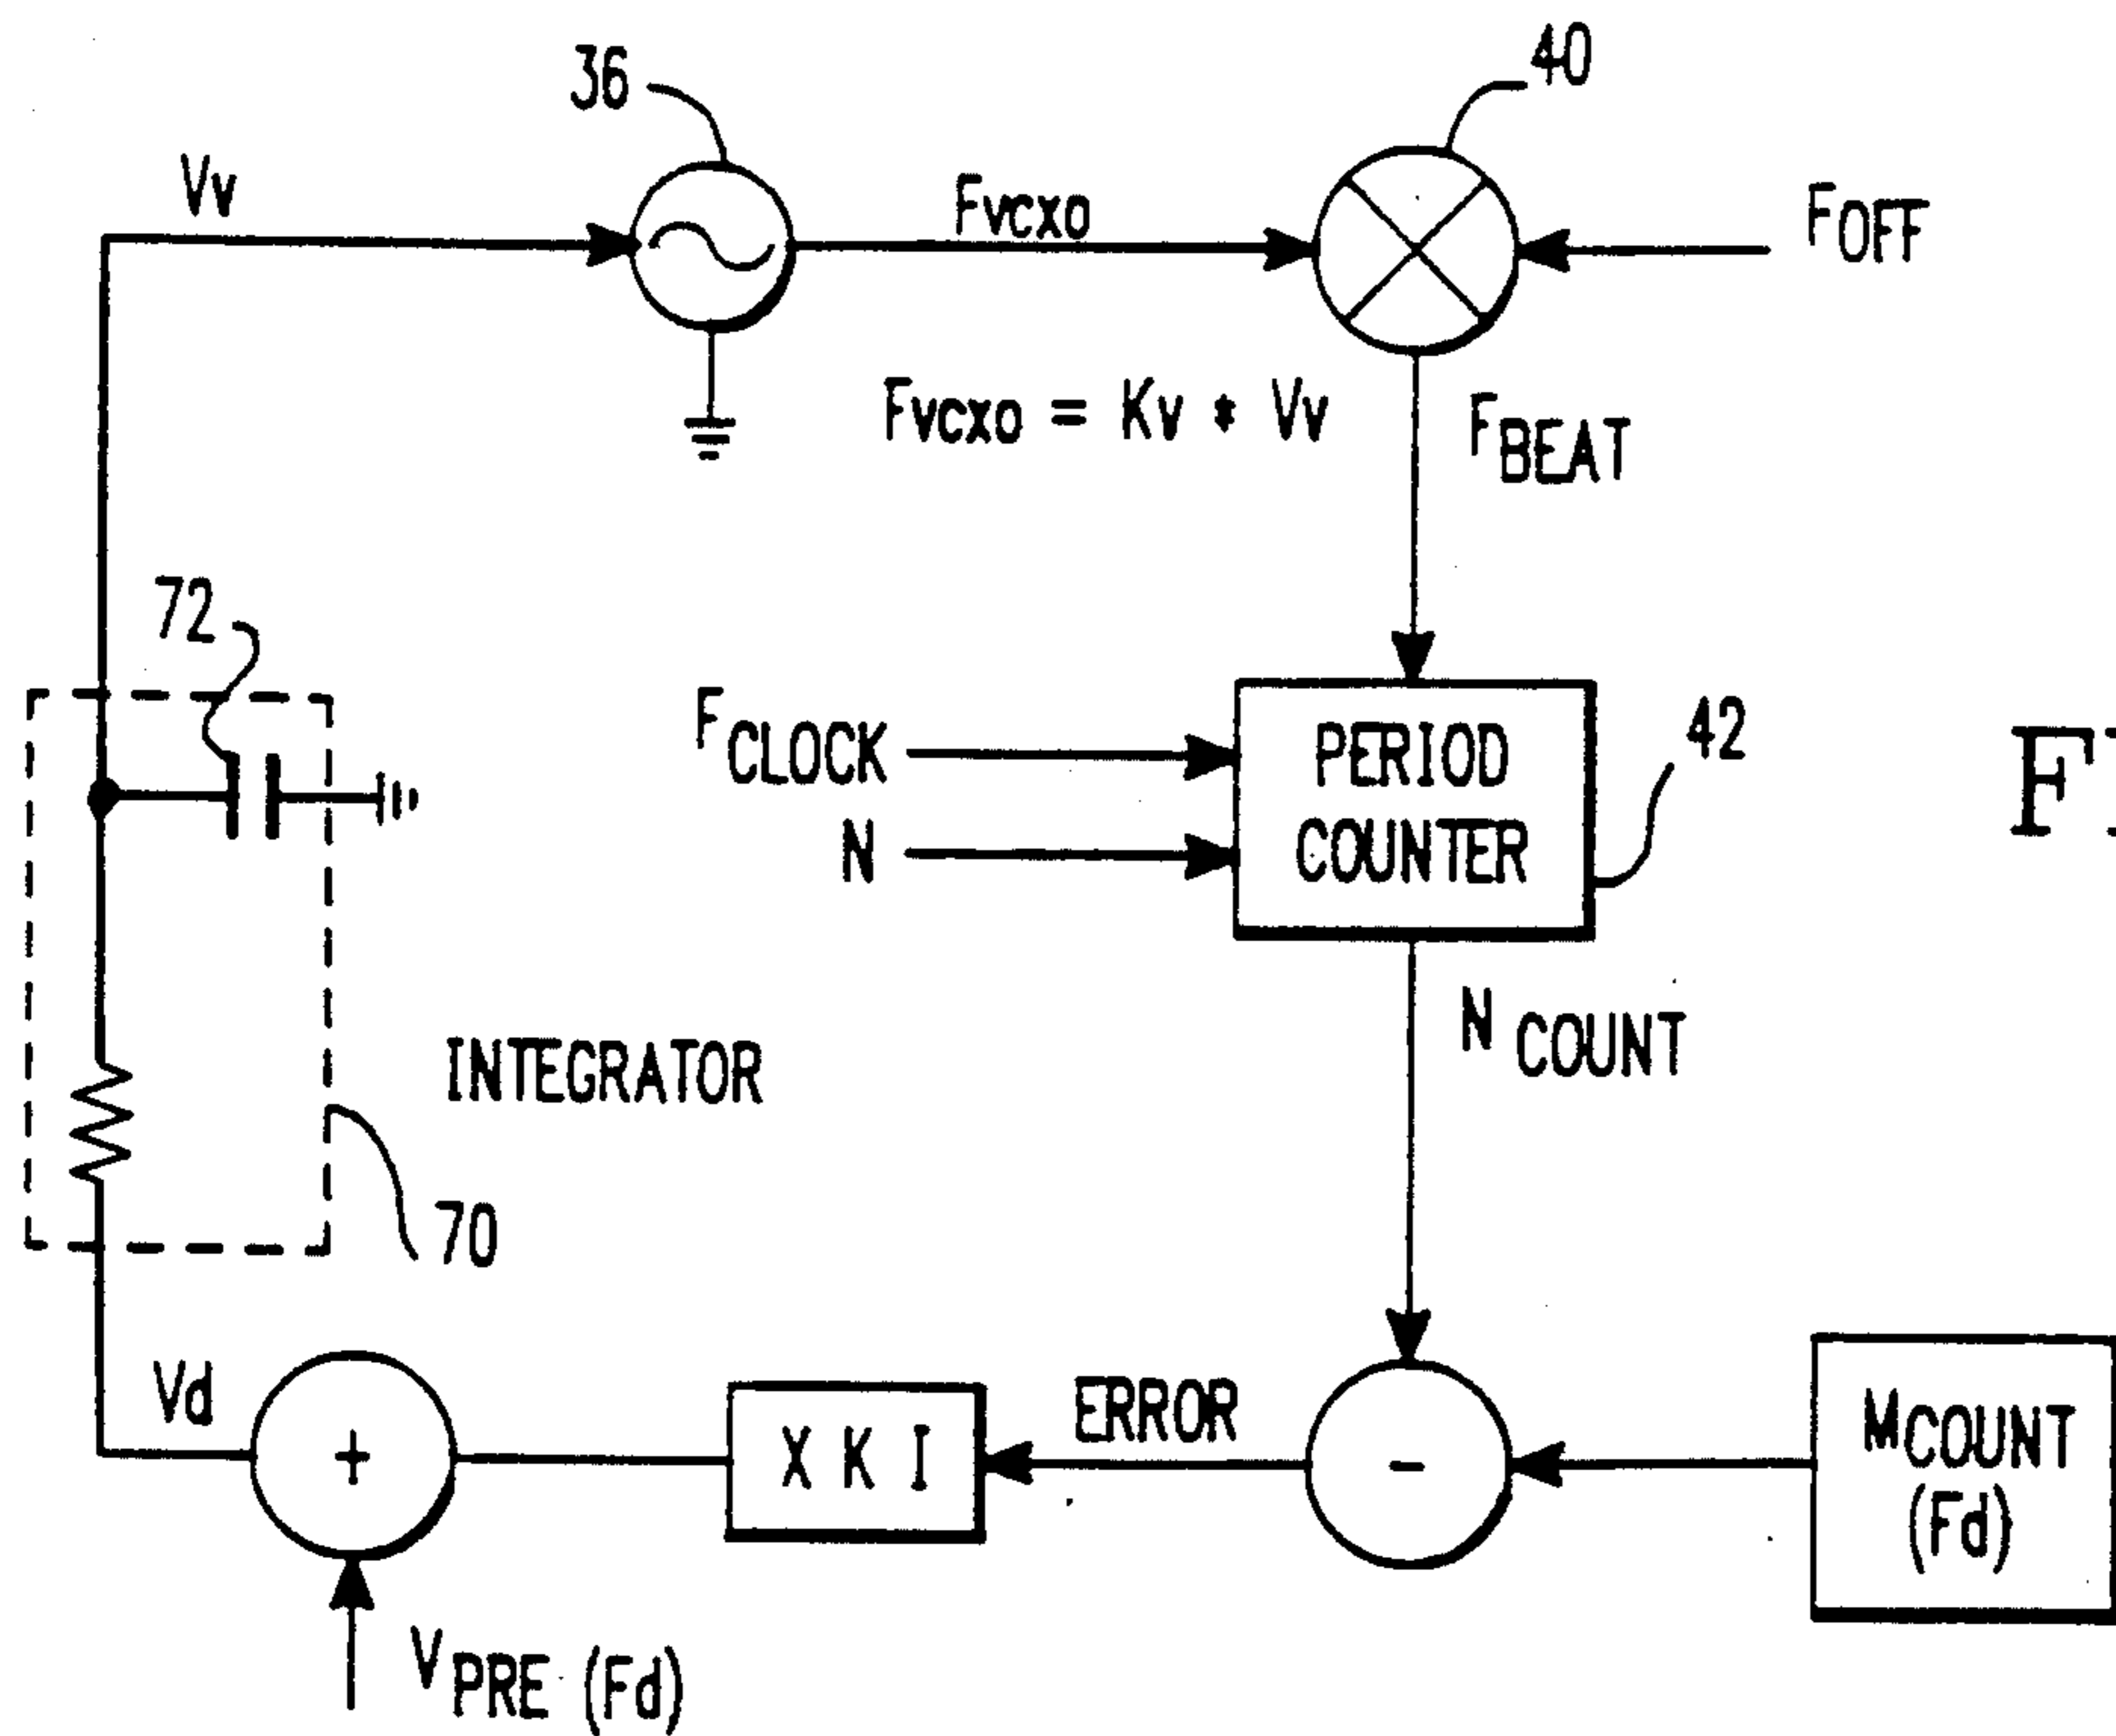 36
40
Vv
Fvcxo
FOFF
Fvcxo = Kv * Vv
FBEAT
72
FCLOCK
N
PERIOD
COUNTER
42
NCOUNT
INTEGRATOR
70
Vd
+
X K I
ERROR
-
MCOUNT
(Fd)
VPRE (Fd)